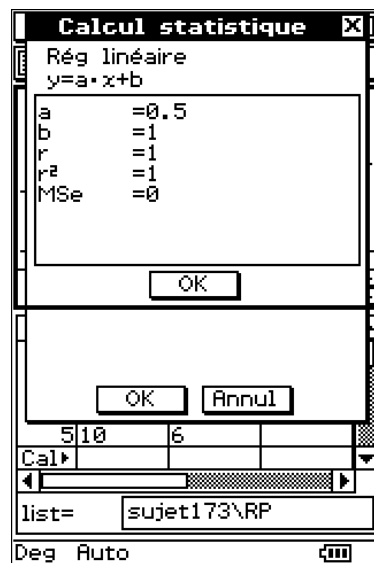 Calcul statistique
Rég linéaire
y=a·x+b
a =0.5
b =1
r =1
r² =1
MSe =0
OK
OK Annul
5 10 6
Cal▶
list= sujet173\RP
Deg Auto